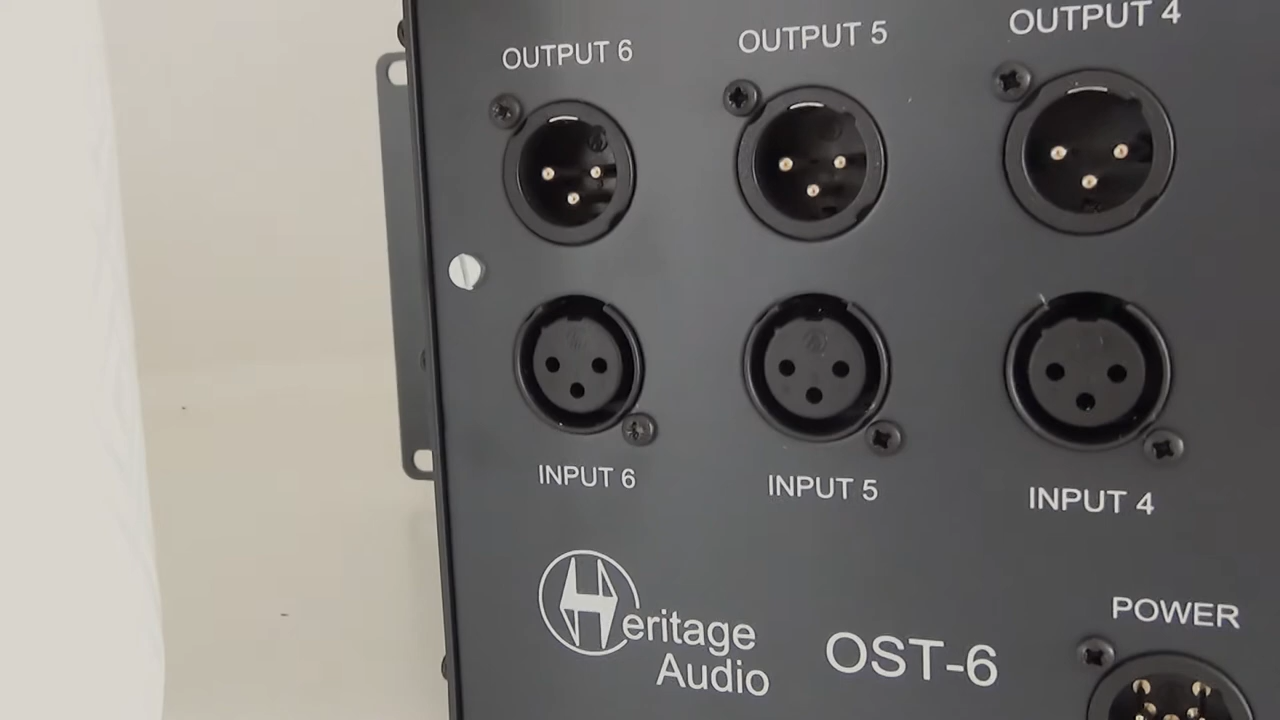 OUTPUT 6
OUTPUT 5
OUTPUT 4
INPUT 6
INPUT 5
INPUT 4
Heritage
Audio
OST-6
POWER